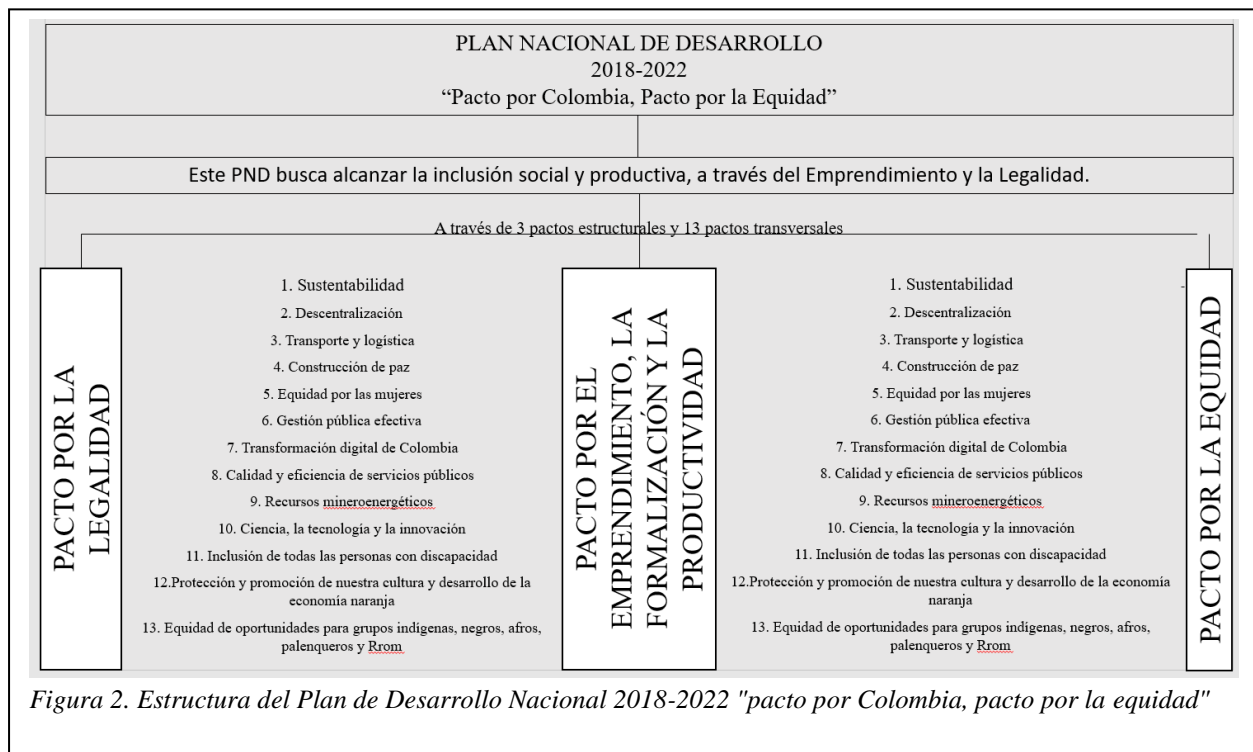 PLAN NACIONAL DE DESARROLLO
2018-2022
“Pacto por Colombia, Pacto por la Equidad”
Este PND busca alcanzar la inclusión social y productiva, a través del Emprendimiento y la Legalidad.
A través de 3 pactos estructurales y 13 pactos transversales
PACTO POR LA
LEGALIDAD
1. Sustentabilidad
2. Descentralización
3. Transporte y logística
4. Construcción de paz
5. Equidad por las mujeres
6. Gestión pública efectiva
7. Transformación digital de Colombia
8. Calidad y eficiencia de servicios públicos
9. Recursos mineroenergéticos
10. Ciencia, la tecnología y la innovación
11. Inclusión de todas las personas con discapacidad
12.Protección y promoción de nuestra cultura y desarrollo de la
economía naranja
13. Equidad de oportunidades para grupos indígenas, negros, afros,
palenqueros y Rrom
PACTO POR EL
EMPRENDIMIENTO, LA
FORMALIZACIÓN Y LA
PRODUCTIVIDAD
1. Sustentabilidad
2. Descentralización
3. Transporte y logística
4. Construcción de paz
5. Equidad por las mujeres
6. Gestión pública efectiva
7. Transformación digital de Colombia
8. Calidad y eficiencia de servicios públicos
9. Recursos mineroenergéticos
10. Ciencia, la tecnología y la innovación
11. Inclusión de todas las personas con discapacidad
12.Protección y promoción de nuestra cultura y desarrollo de la economía
naranja
13. Equidad de oportunidades para grupos indígenas, negros, afros,
palenqueros y Rrom
PACTO POR LA EQUIDAD
Figura 2. Estructura del Plan de Desarrollo Nacional 2018-2022 "pacto por Colombia, pacto por la equidad"